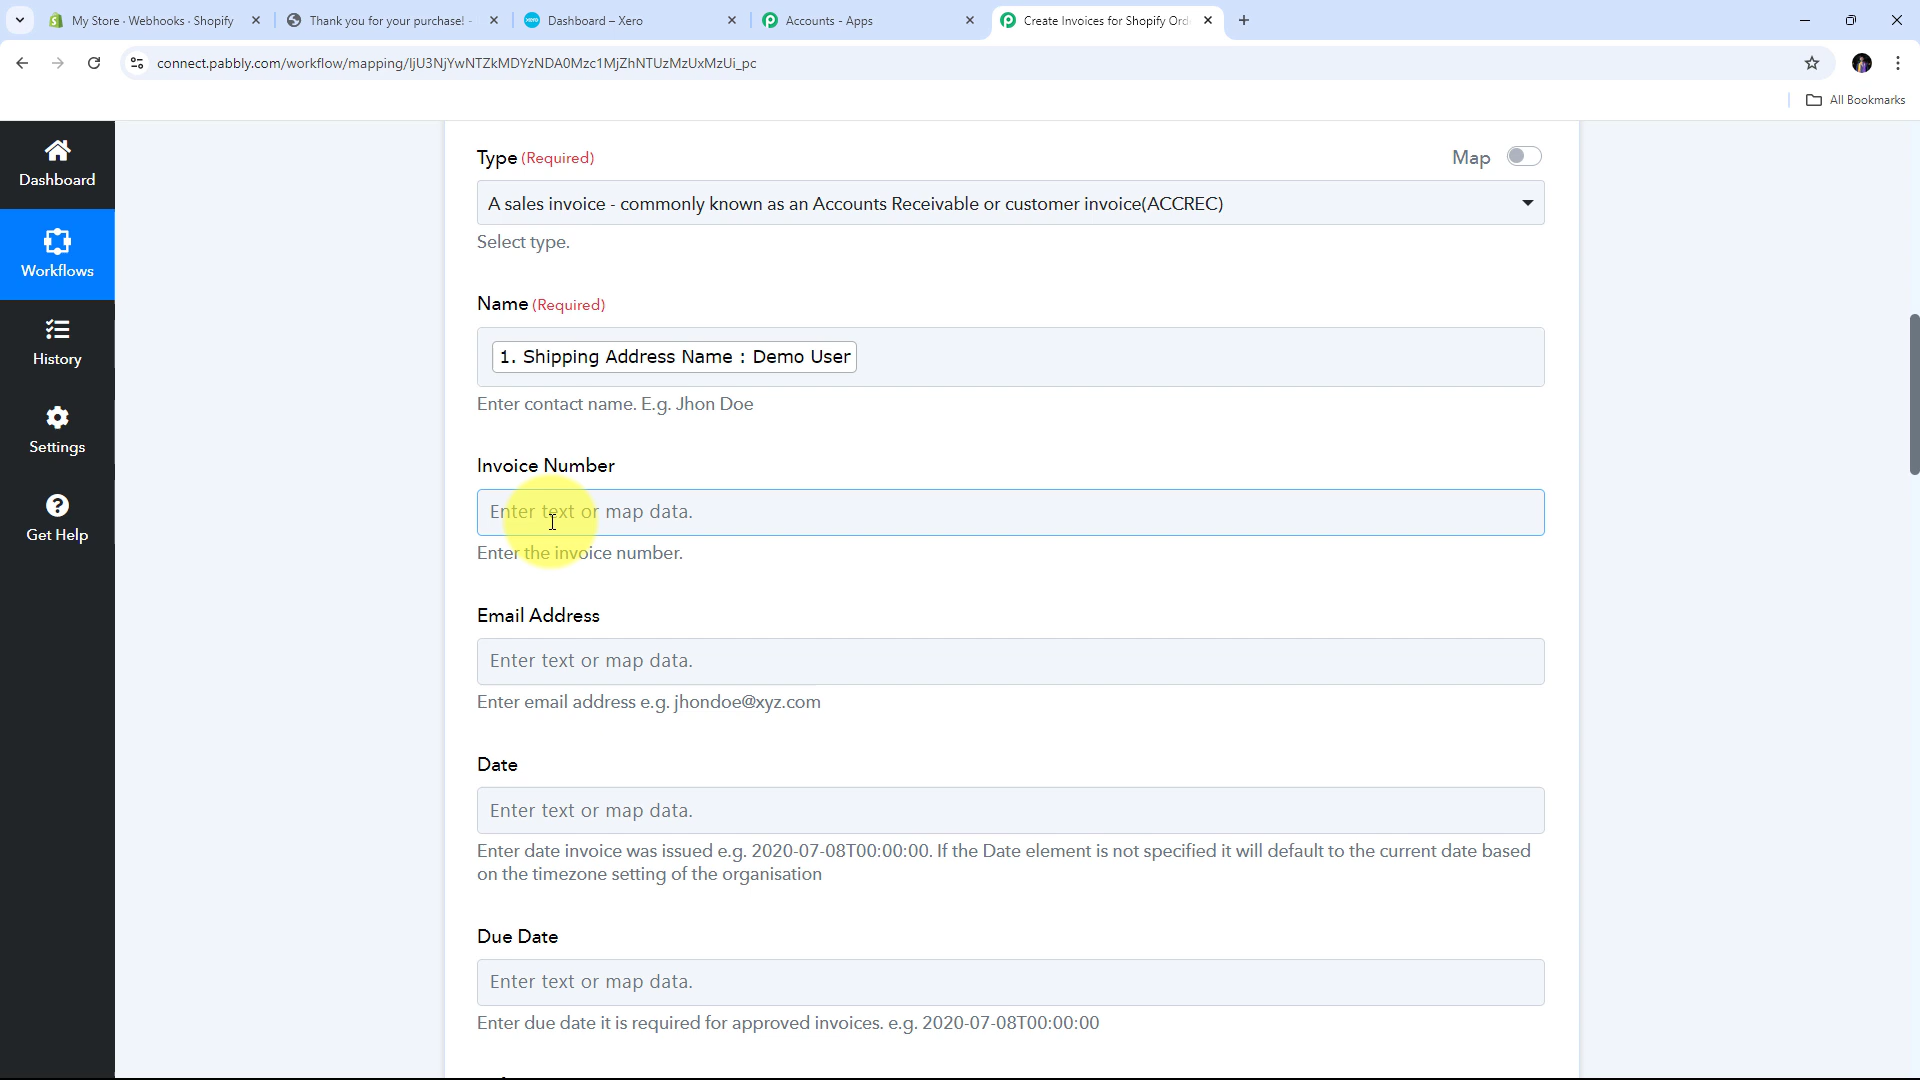 My Store · Webhooks · Shopify
Thank you for your purchase! -
xero
Dashboard – Xero
Accounts - Apps
Create Invoices for Shopify Ord
connect.pabbly.com/workflow/mapping/IjU3NjYwNTZkMDYzNDA0Mzc1MjZhNTUzMzUxMzUi_pc
All Bookmarks
Dashboard
Workflows
History
Settings
Get Help
Type (Required)
Map
A sales invoice - commonly known as an Accounts Receivable or customer invoice(ACCREC)
Select type.
Name (Required)
1. Shipping Address Name : Demo User
Enter contact name. E.g. Jhon Doe
Invoice Number
Enter text or map data.
Enter the invoice number.
Email Address
Enter text or map data.
Enter email address e.g. jhondoe@xyz.com
Date
Enter text or map data.
Enter date invoice was issued e.g. 2020-07-08T00:00:00. If the Date element is not specified it will default to the current date based
on the timezone setting of the organisation
Due Date
Enter text or map data.
Enter due date it is required for approved invoices. e.g. 2020-07-08T00:00:00